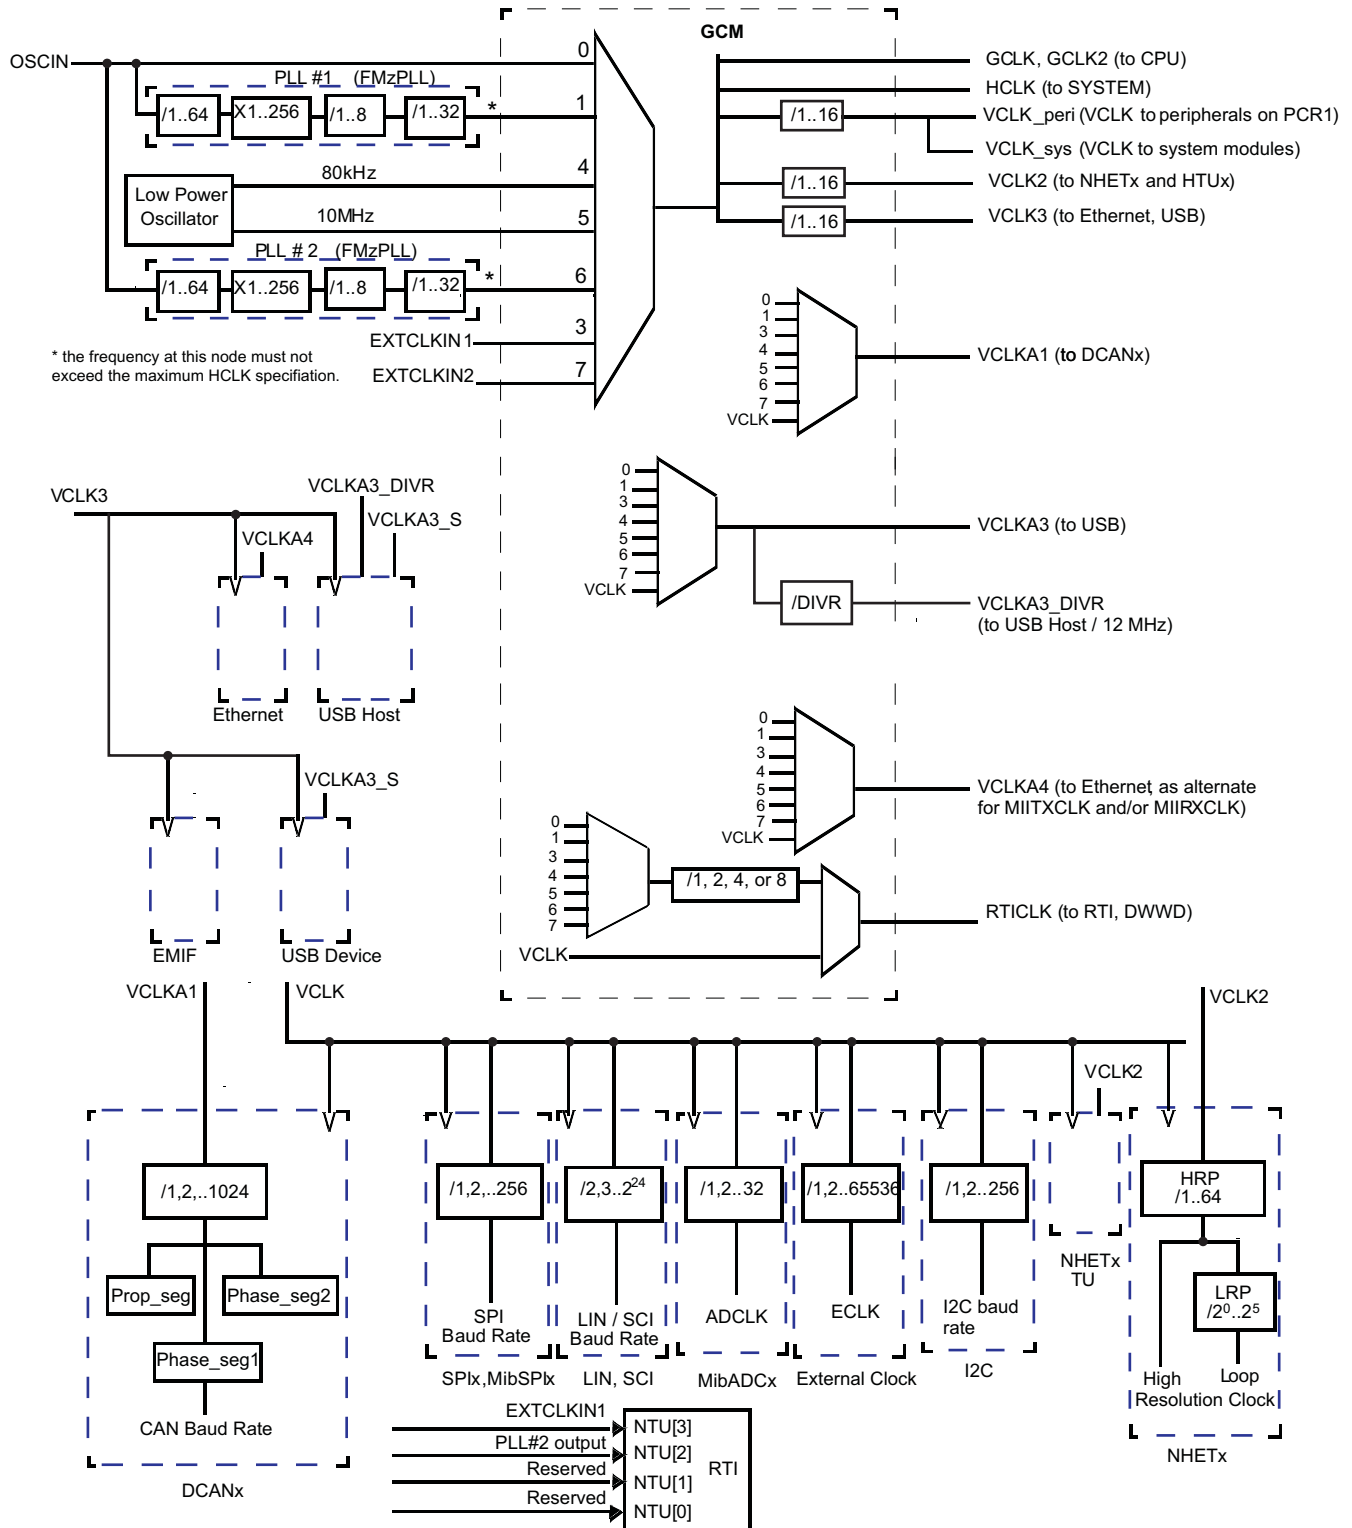 GCM
OSCIN
0
PLL #1 (FMzPLL)
/1..64
X1..256
/1..8
/1..32
*
1
80kHz
4
Low Power
Oscillator
10MHz
5
PLL # 2 (FMzPLL)
/1..64
X1..256
/1..8
/1..32
*
6
EXTCLKIN1
3
EXTCLKIN2
7
* the frequency at this node must not
exceed the maximum HCLK specifiation.
GCLK, GCLK2 (to CPU)
HCLK (to SYSTEM)
/1..16
VCLK_peri (VCLK to peripherals on PCR1)
VCLK_sys (VCLK to system modules)
/1..16
VCLK2 (to NHETx and HTUx)
/1..16
VCLK3 (to Ethernet, USB)
0
1
3
4
5
6
7
VCLK
VCLKA1 (to DCANx)
0
1
3
4
5
6
7
VCLK
VCLKA3 (to USB)
/DIVR
VCLKA3_DIVR
(to USB Host / 12 MHz)
0
1
3
4
5
6
7
VCLK
VCLKA4 (to Ethernet, as alternate
for MIITXCLK and/or MIIRXCLK)
0
1
3
4
5
6
7
/1, 2, 4, or 8
VCLK
RTICLK (to RTI, DWWD)
VCLK3
VCLKA3_DIVR
VCLKA4
VCLKA3_S
Ethernet
USB Host
VCLKA3_S
EMIF
USB Device
VCLKA1
VCLK
VCLK2
VCLK2
/1,2,..1024
Prop_seg
Phase_seg2
Phase_seg1
CAN Baud Rate
DCANx
/1,2,..256
SPI
Baud Rate
SPIx,MibSPIx
/2,3..2²⁴
LIN / SCI
Baud Rate
LIN, SCI
/1,2..32
ADCLK
MibADCx
/1,2..65536
ECLK
External Clock
/1,2..256
I2C baud
rate
I2C
NHETx
TU
HRP
/1..64
LRP
/2⁰..2⁵
High
Loop
Resolution Clock
NHETx
EXTCLKIN1
NTU[3]
PLL#2 output
NTU[2]
RTI
Reserved
NTU[1]
Reserved
NTU[0]